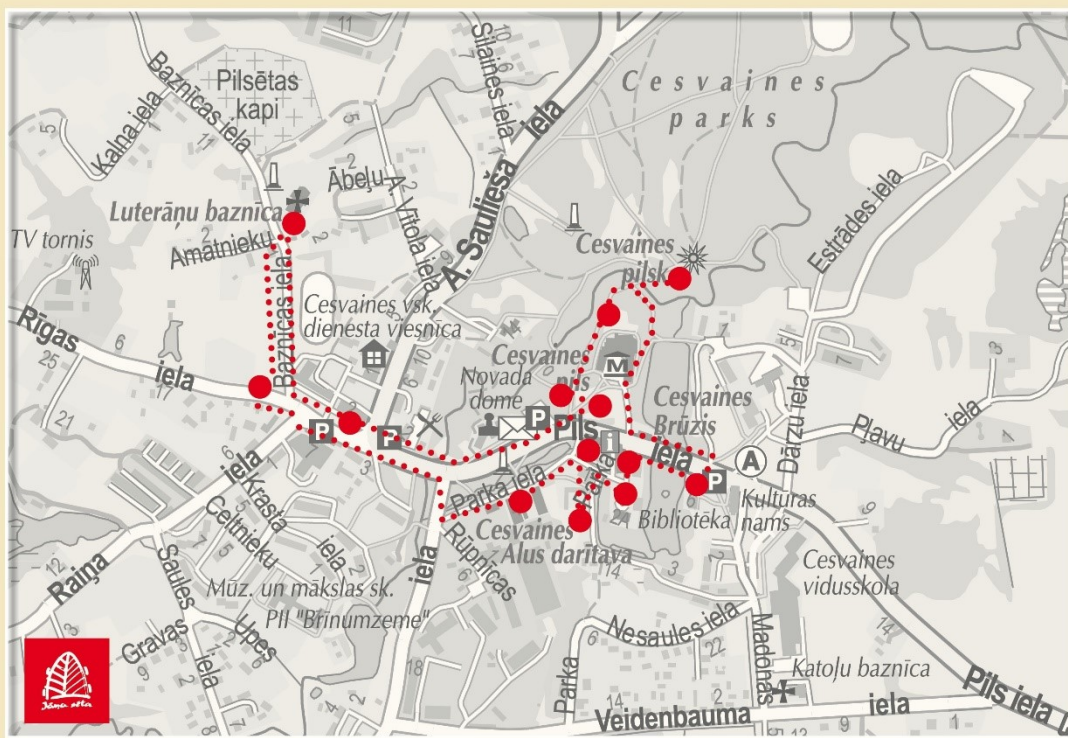 Pilsētas
kapi
Baznīcas iela
Kalna iela
Silaines iela
Cesvaines
parks
Ābeļu
A. Vītola iela
A. Saulieša iela
Luterāņu baznīca
Amatnieku
TV tornis
Baznīcas iela
Estrādes iela
Cesvaines
pilsk
Rīgas
iela
Cesvaines vsk.
dienesta viesnīca
Cesvaines
pils
Novada
dome
M
P
P
P
Pils
iela
i
Cesvaines
Brūzis
A
P
Dārzu iela
Pļavu
iela
Parka iela
Cesvaines
Alus darītava
Bibliotēka
Kultūras
nams
Cesvaines
vidusskola
Raiņa
iela
Krasta
iela
Celtnieku
Mūz. un mākslas sk.
PII "Brīnumzeme"
Rūpnīcas
iela
Saules
iela
Gravas
Upes
Nesaules iela
Parka
Madonas
Katoļu baznīca
Veidenbauma
iela
Pils iela
Jāņa sēta